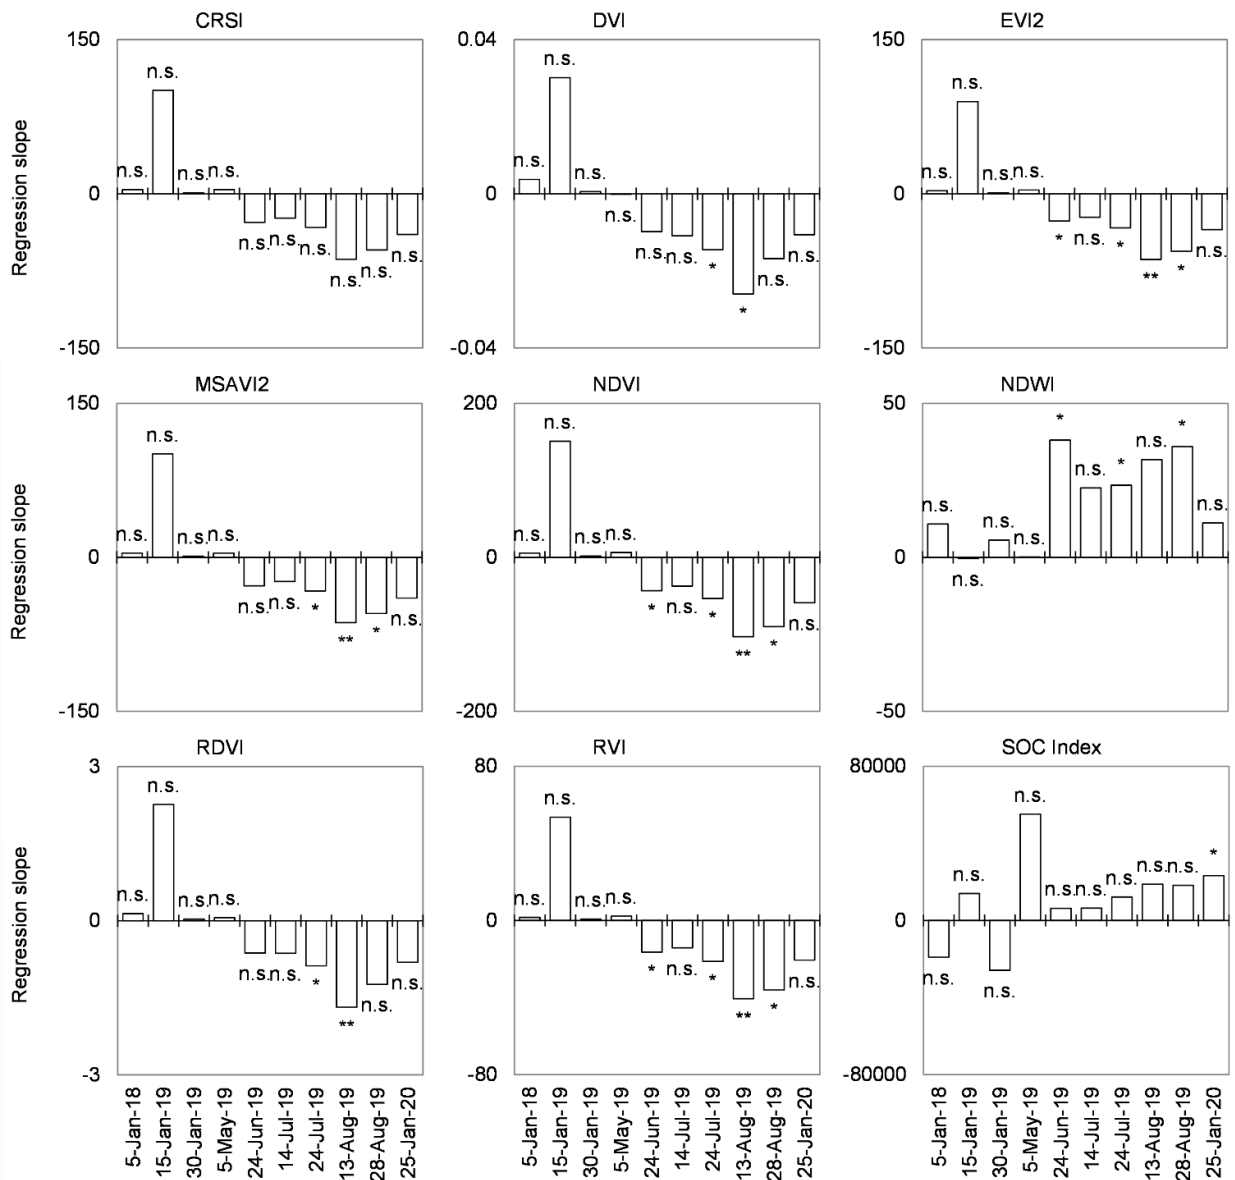 CRSI
DVI
EVI2
150
0
-150
Regression slope
n.s.
n.s.
n.s.
n.s.
n.s.
n.s.
n.s.
n.s.
n.s.
n.s.
0.04
0
-0.04
n.s.
n.s.
n.s.
n.s.
n.s.
n.s.
*
*
n.s.
n.s.
150
0
-150
n.s.
n.s.
n.s.
n.s.
*
n.s.
*
**
*
n.s.
MSAVI2
NDVI
NDWI
150
0
-150
Regression slope
n.s.
n.s.
n.s.
n.s.
n.s.
n.s.
*
**
*
n.s.
200
0
-200
n.s.
n.s.
n.s.
n.s.
*
n.s.
*
**
*
n.s.
50
0
-50
n.s.
n.s.
n.s.
n.s.
*
n.s.
*
n.s.
*
n.s.
RDVI
RVI
SOC Index
3
0
-3
Regression slope
n.s.
n.s.
n.s.
n.s.
n.s.
n.s.
*
**
n.s.
n.s.
80
0
-80
n.s.
n.s.
n.s.
n.s.
*
n.s.
*
**
*
n.s.
80000
0
-80000
n.s.
n.s.
n.s.
n.s.
n.s.
n.s.
n.s.
n.s.
n.s.
*
5-Jan-18
15-Jan-19
30-Jan-19
5-May-19
24-Jun-19
14-Jul-19
24-Jul-19
13-Aug-19
28-Aug-19
25-Jan-20
5-Jan-18
15-Jan-19
30-Jan-19
5-May-19
24-Jun-19
14-Jul-19
24-Jul-19
13-Aug-19
28-Aug-19
25-Jan-20
5-Jan-18
15-Jan-19
30-Jan-19
5-May-19
24-Jun-19
14-Jul-19
24-Jul-19
13-Aug-19
28-Aug-19
25-Jan-20